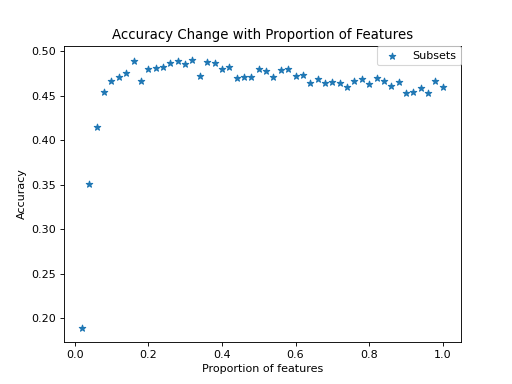 Accuracy Change with Proportion of Features
Subsets
0.50
0.45
0.40
0.35
0.30
0.25
0.20
Accuracy
0.0 0.2 0.4 0.6 0.8 1.0
Proportion of features